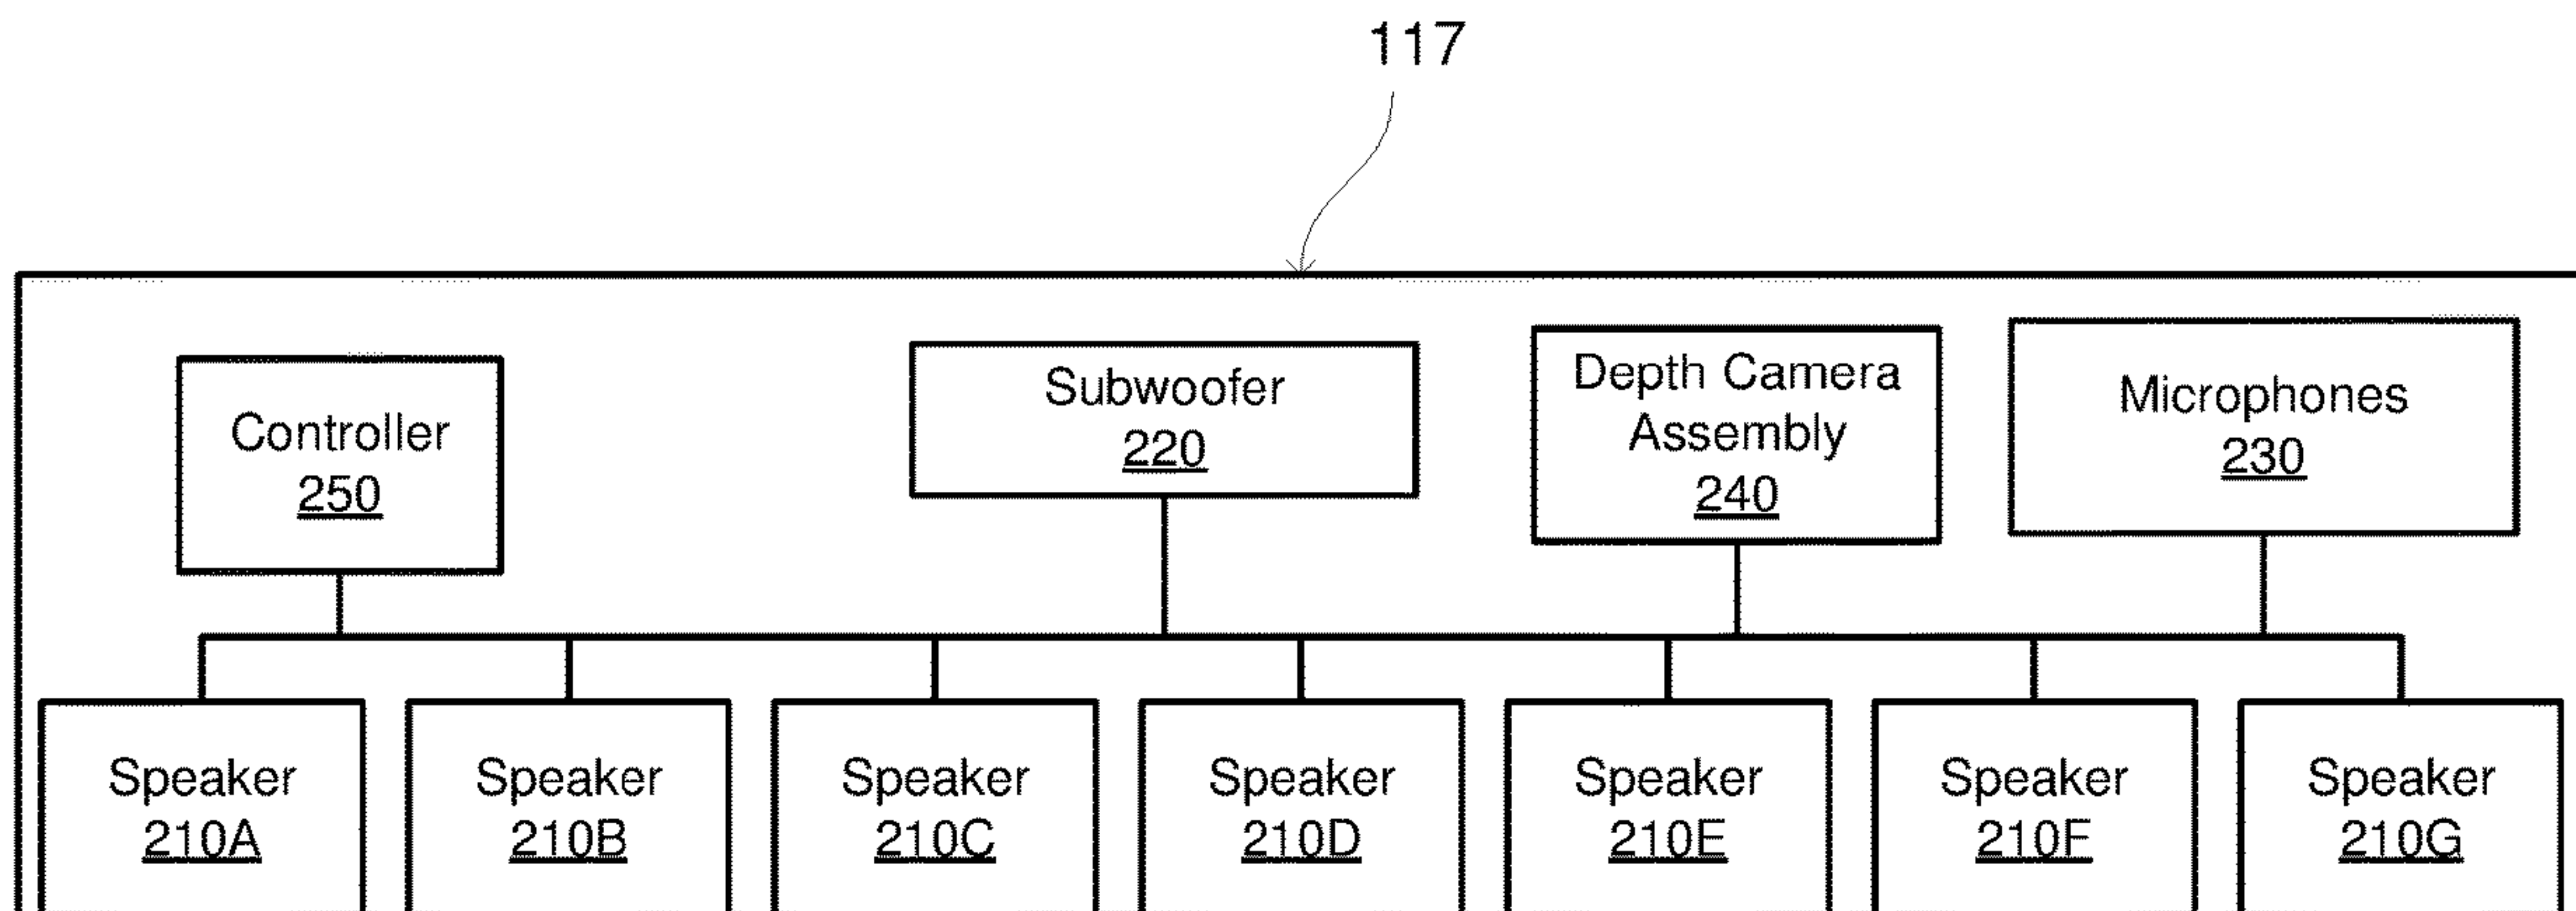 117
Controller
250
Subwoofer
220
Depth Camera
Assembly
240
Microphones
230
Speaker
210A
Speaker
210B
Speaker
210C
Speaker
210D
Speaker
210E
Speaker
210F
Speaker
210G